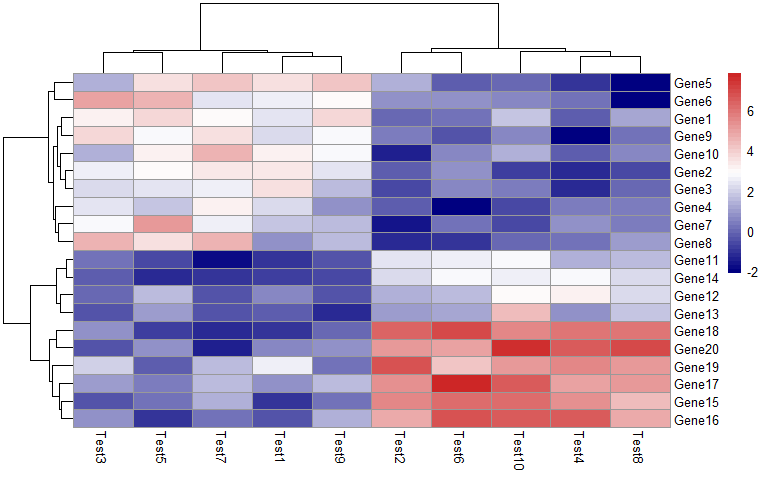 Gene5
Gene6
6
Gene1
Gene9
4
Gene10
Gene2
2
Gene3
Gene4
Gene7
0
Gene8
Gene11
-2
Gene14
Gene12
Gene13
Gene18
Gene20
Gene19
Gene17
Gene15
Gene16
Test3
Test5
Test7
Test1
Test9
Test2
Test6
Test10
Test4
Test8